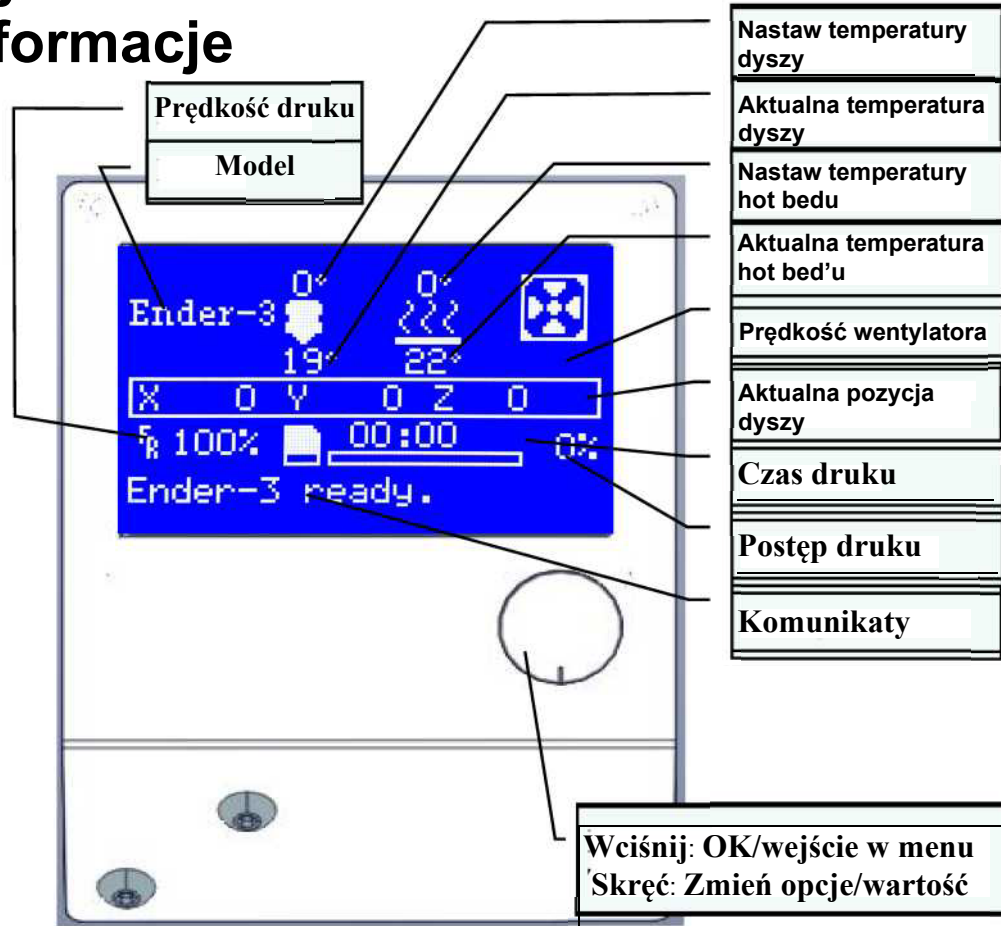 formacje
Nastaw temperatury
dyszy
Prędkość druku
Aktualna temperatura
dyszy
Model
Nastaw temperatury
hot bedu
Aktualna temperatura
hot bed’u
Prędkość wentylatora
Aktualna pozycja
dyszy
Czas druku
Postęp druku
Komunikaty
0° 0°
Ender-3
19° 22°
X 0 Y 0 Z 0
FR 100% 00:00 0%
Ender-3 ready.
Wciśnij: OK/wejście w menu
Skręć: Zmień opcje/wartość